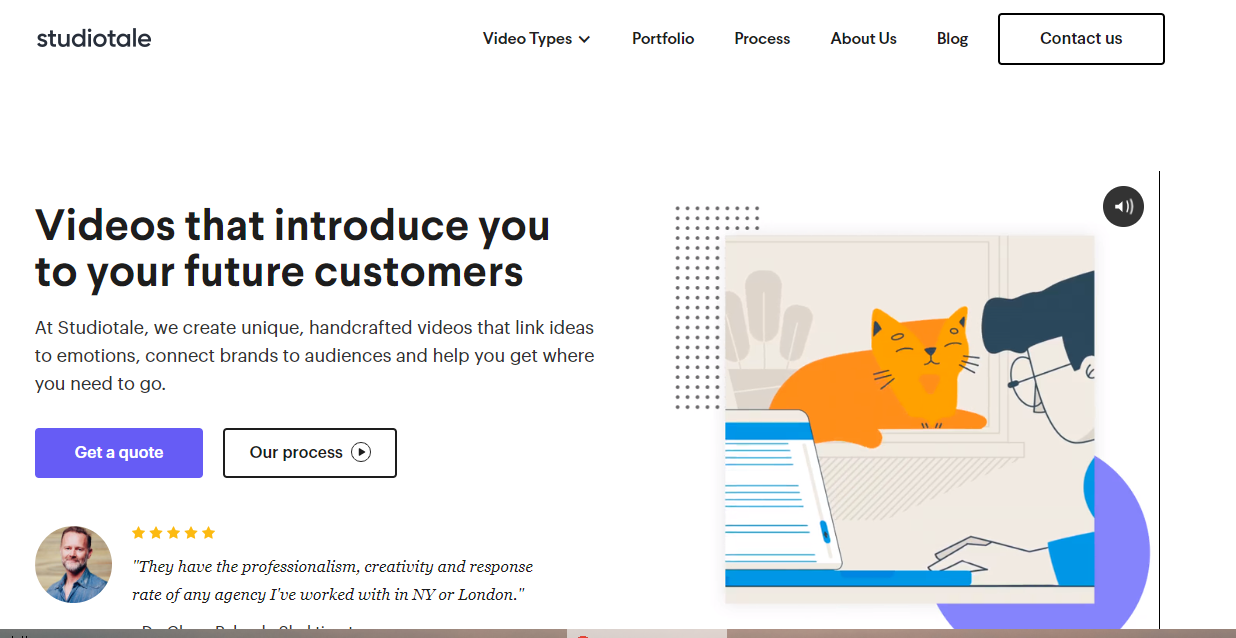 studiotale
Video Types
Portfolio
Process
About Us
Blog
Contact us
Videos that introduce you
to your future customers
At Studiotale, we create unique, handcrafted videos that link ideas
to emotions, connect brands to audiences and help you get where
you need to go.
Get a quote
Our process
"They have the professionalism, creativity and response
rate of any agency I've worked with in NY or London."